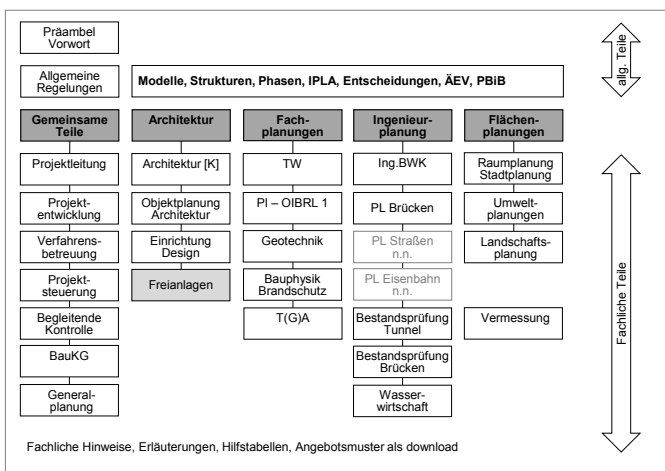 Präambel
Vorwort
Allgemeine
Regelungen
Modelle, Strukturen, Phasen, IPLA, Entscheidungen, ÄEV, PBiB
allg. Teile
Gemeinsame
Teile
Architektur
Fach-
planungen
Ingenieur-
planung
Flächen-
planungen
Projektleitung
Architektur [K]
TW
Ing.BWK
Raumplanung
Stadtplanung
Projekt-
entwicklung
Objektplanung
Architektur
PI – OIBRL 1
PL Brücken
Umwelt-
planungen
Verfahrens-
betreuung
Einrichtung
Design
Geotechnik
PL Straßen
n.n.
Landschafts-
planung
Projekt-
steuerung
Freianlagen
Bauphysik
Brandschutz
PL Eisenbahn
n.n.
Begleitende
Kontrolle
T(G)A
Bestandsprüfung
Tunnel
Vermessung
BauKG
Bestandsprüfung
Brücken
General-
planung
Wasser-
wirtschaft
Fachliche Teile
Fachliche Hinweise, Erläuterungen, Hilfstabellen, Angebotsmuster als download